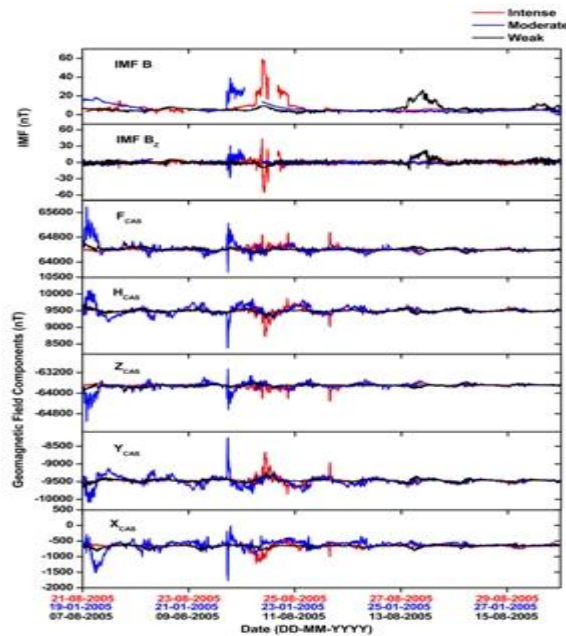 Intense
Moderate
Weak
IMF B
60
40
20
0
IMF (nT)
IMF B_Z
60
30
0
-30
-60
F_CAS
65600
64800
64000
10500
H_CAS
10000
9500
9000
8500
Z_CAS
-63200
-64000
-64800
Geomagnetic Field Components (nT)
Y_CAS
-8500
-9000
-9500
-10000
500
X_CAS
0
-500
-1000
-1500
-2000
21-08-2005 23-08-2005 25-08-2005 27-08-2005 29-08-2005
19-01-2005 21-01-2005 23-01-2005 25-01-2005 27-01-2005
07-08-2005 09-08-2005 11-08-2005 13-08-2005 15-08-2005
Date (DD-MM-YYYY)